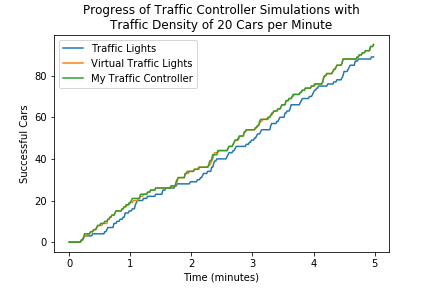 Progress of Traffic Controller Simulations with
Traffic Density of 20 Cars per Minute
Traffic Lights
Virtual Traffic Lights
My Traffic Controller
Successful Cars
80
60
40
20
0
0
1
2
3
4
5
Time (minutes)